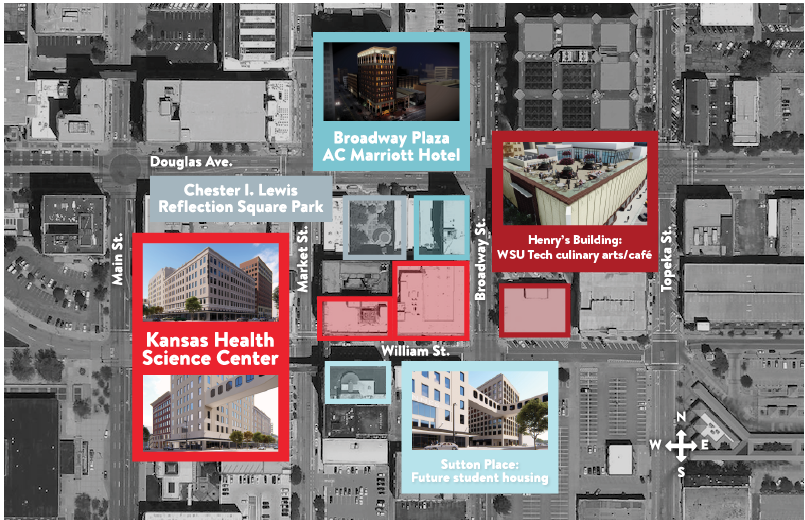 Broadway Plaza
AC Marriott Hotel
Douglas Ave.
Chester I. Lewis
Reflection Square Park
Henry's Building:
WSU Tech culinary arts/café
Main St.
Market St.
Broadway St.
Topeka St.
Kansas Health
Science Center
William St.
Sutton Place:
Future student housing
N
W
E
S